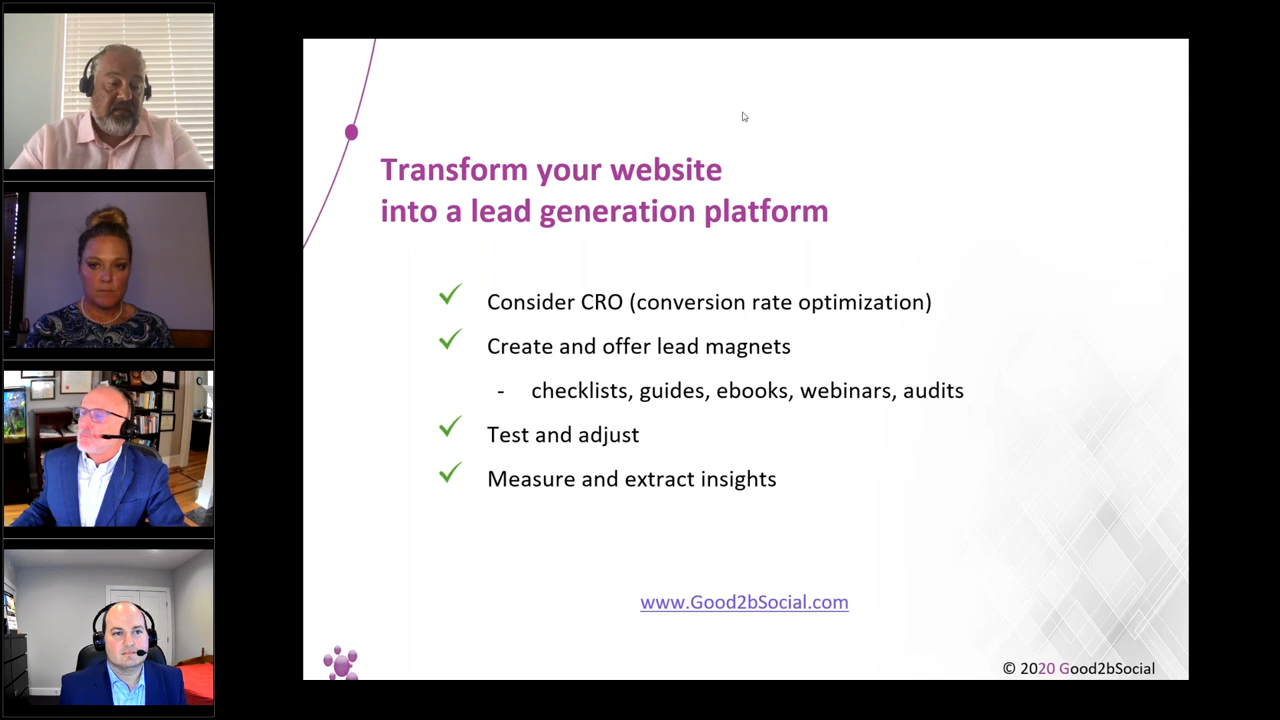 Transform your website
into a lead generation platform
Consider CRO (conversion rate optimization)
Create and offer lead magnets
- checklists, guides, ebooks, webinars, audits
Test and adjust
Measure and extract insights
www.Good2bSocial.com
© 2020 Good2bSocial